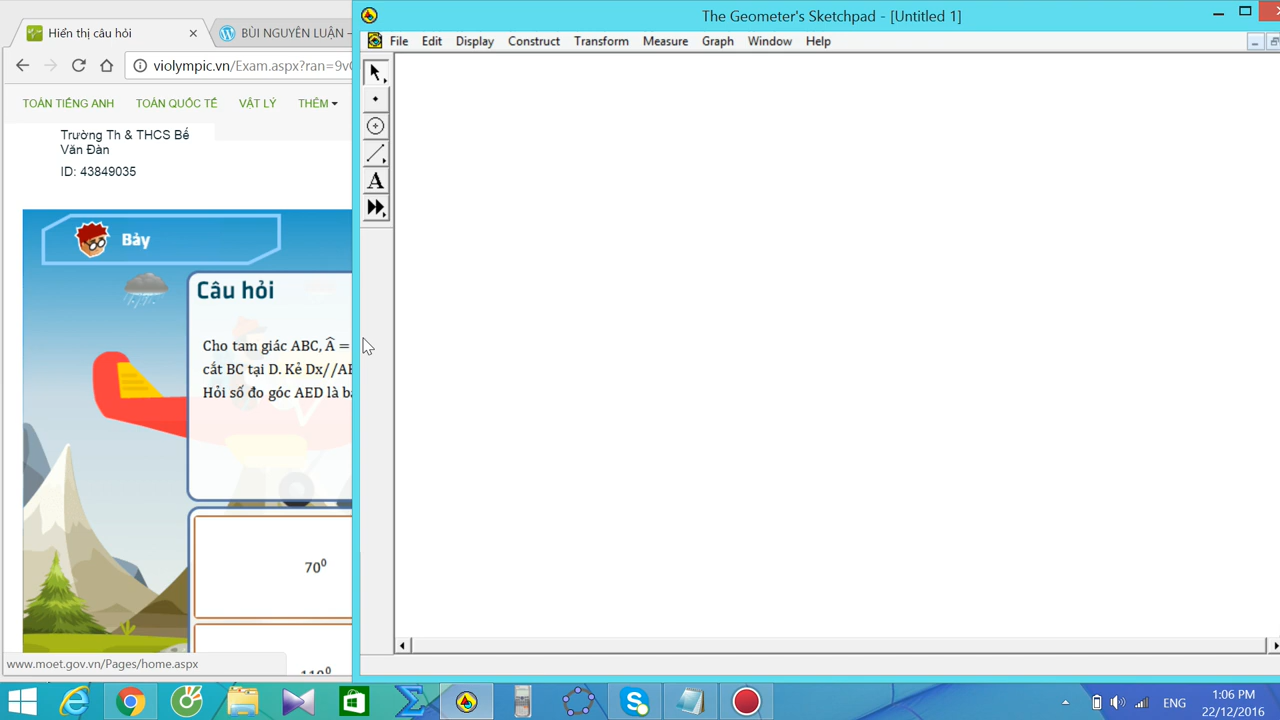 Hiển thị câu hỏi
BÙI NGUYÊN LUẬN –
The Geometer's Sketchpad - [Untitled 1]
File Edit Display Construct Transform Measure Graph Window Help
violympic.vn/Exam.aspx?ran=9v
TOÁN TIẾNG ANH TOÁN QUỐC TẾ VẬT LÝ THÊM
A
Trường Th & THCS Bế
Văn Đàn
ID: 43849035
Bảy
Câu hỏi
Cho tam giác ABC, Â =
cắt BC tại D. Kẻ Dx//
Hỏi số đo góc AED là
70⁰
www.moet.gov.vn/Pages/home.aspx
ENG
1:06 PM
22/12/2016